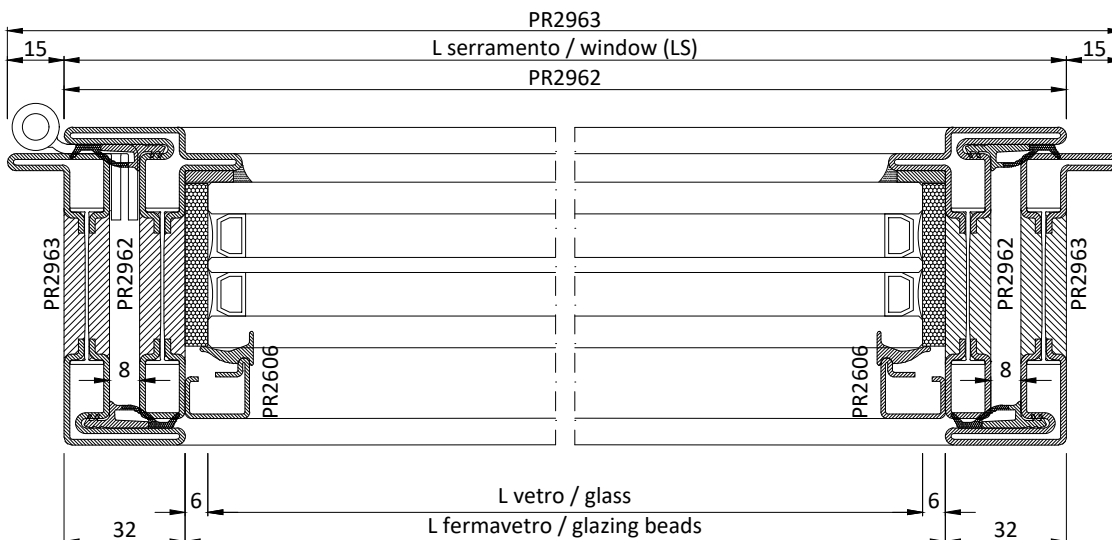 PR2963
15
L serramento / window (LS)
15
PR2962
PR2963
PR2962
PR2962
PR2963
8
PR2606
PR2606
8
6
L vetro / glass
6
32
L fermavetro / glazing beads
32